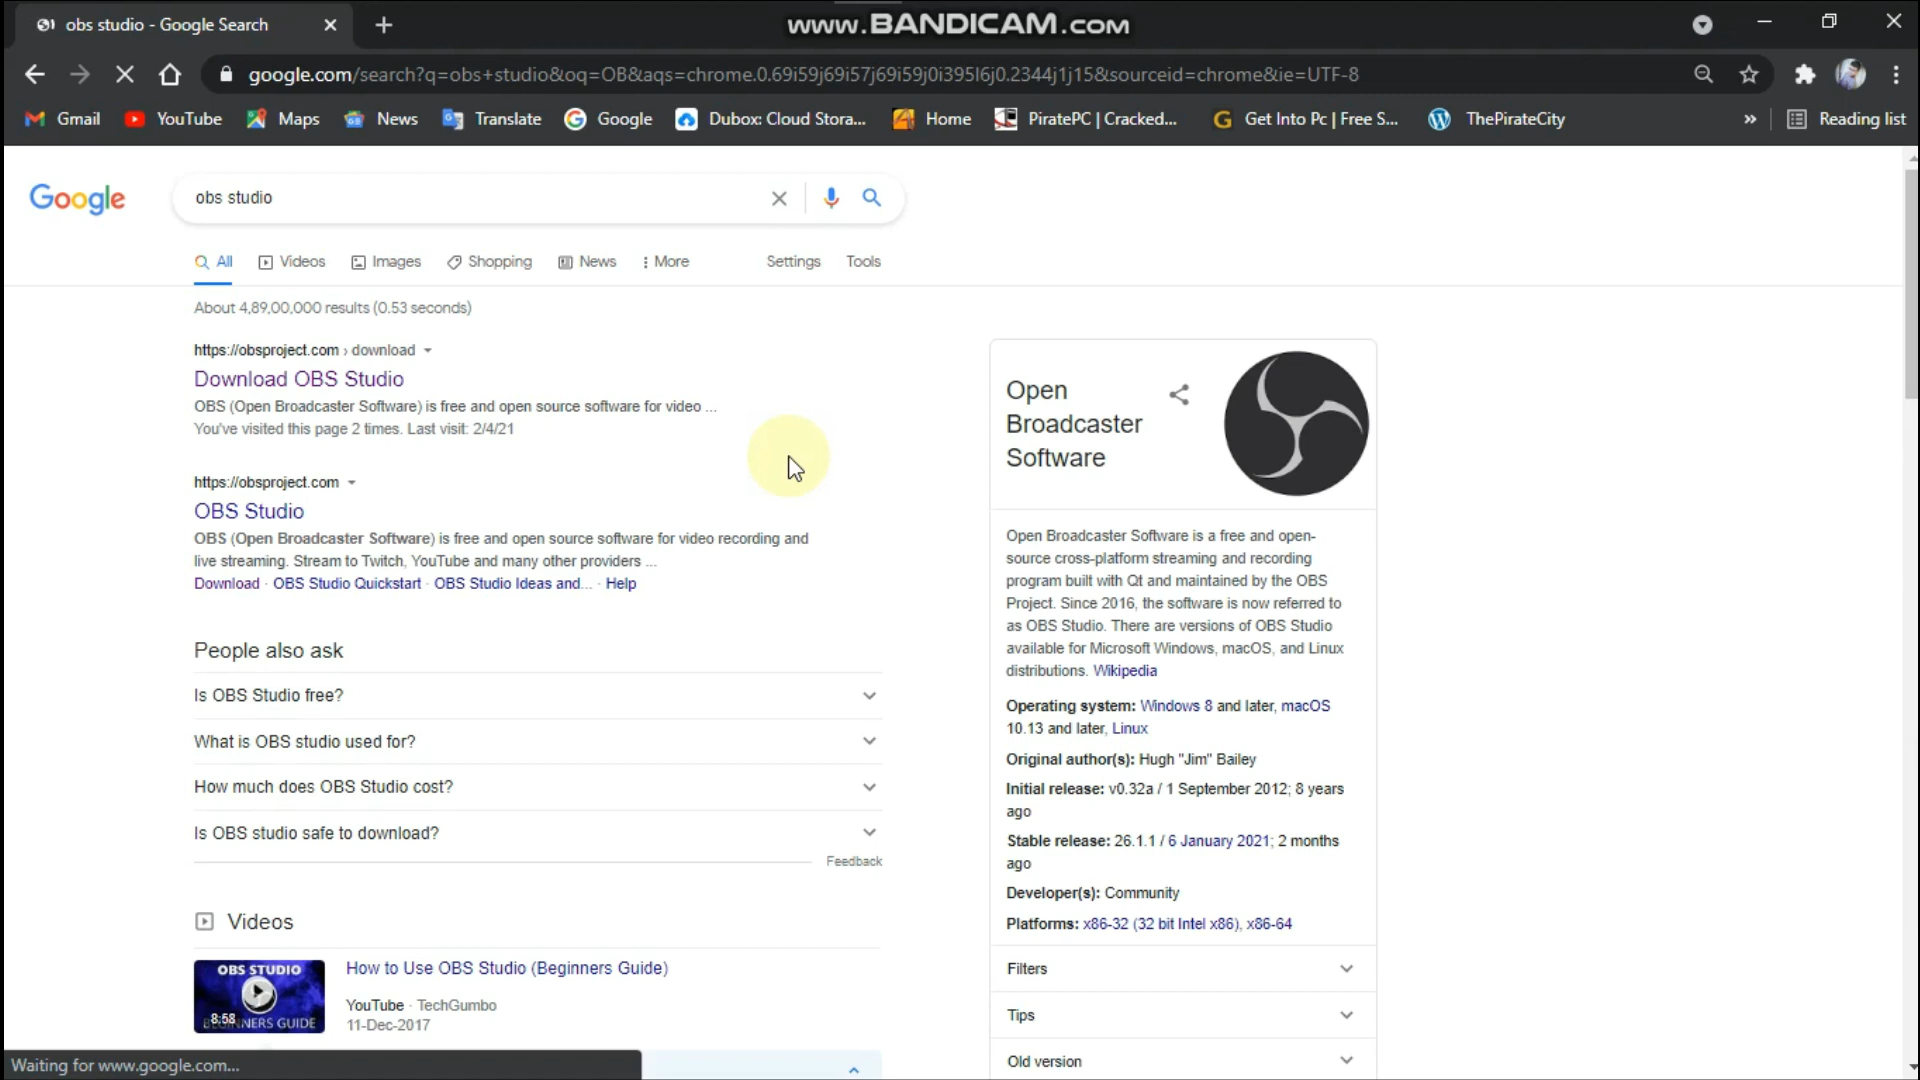 obs studio - Google Search
www.BANDICAM.com
google.com/search?q=obs+studio&oq=OB&aqs=chrome.0.69i59j69i57j69i59j0i395l6j0.2344j1j15&sourceid=chrome&ie=UTF-8
Gmail YouTube Maps News Translate Google Dubox: Cloud Stora... Home PiratePC | Cracked... Get Into Pc | Free S... ThePirateCity » Reading list
Google
obs studio
All Videos Images Shopping News More Settings Tools
About 4,89,00,000 results (0.53 seconds)
https://obsproject.com › download
Download OBS Studio
OBS (Open Broadcaster Software) is free and open source software for video ...
You've visited this page 2 times. Last visit: 2/4/21
https://obsproject.com
OBS Studio
OBS (Open Broadcaster Software) is free and open source software for video recording and
live streaming. Stream to Twitch, YouTube and many other providers ...
Download · OBS Studio Quickstart · OBS Studio Ideas and... · Help
People also ask
Is OBS Studio free?
What is OBS studio used for?
How much does OBS Studio cost?
Is OBS studio safe to download?
Feedback
Videos
OBS STUDIO
8:58
BEGINNERS GUIDE
How to Use OBS Studio (Beginners Guide)
YouTube · TechGumbo
11-Dec-2017
Open
Broadcaster
Software
Open Broadcaster Software is a free and open-
source cross-platform streaming and recording
program built with Qt and maintained by the OBS
Project. Since 2016, the software is now referred to
as OBS Studio. There are versions of OBS Studio
available for Microsoft Windows, macOS, and Linux
distributions. Wikipedia
Operating system: Windows 8 and later, macOS
10.13 and later, Linux
Original author(s): Hugh "Jim" Bailey
Initial release: v0.32a / 1 September 2012; 8 years
ago
Stable release: 26.1.1 / 6 January 2021; 2 months
ago
Developer(s): Community
Platforms: x86-32 (32 bit Intel x86), x86-64
Filters
Tips
Old version
Waiting for www.google.com...